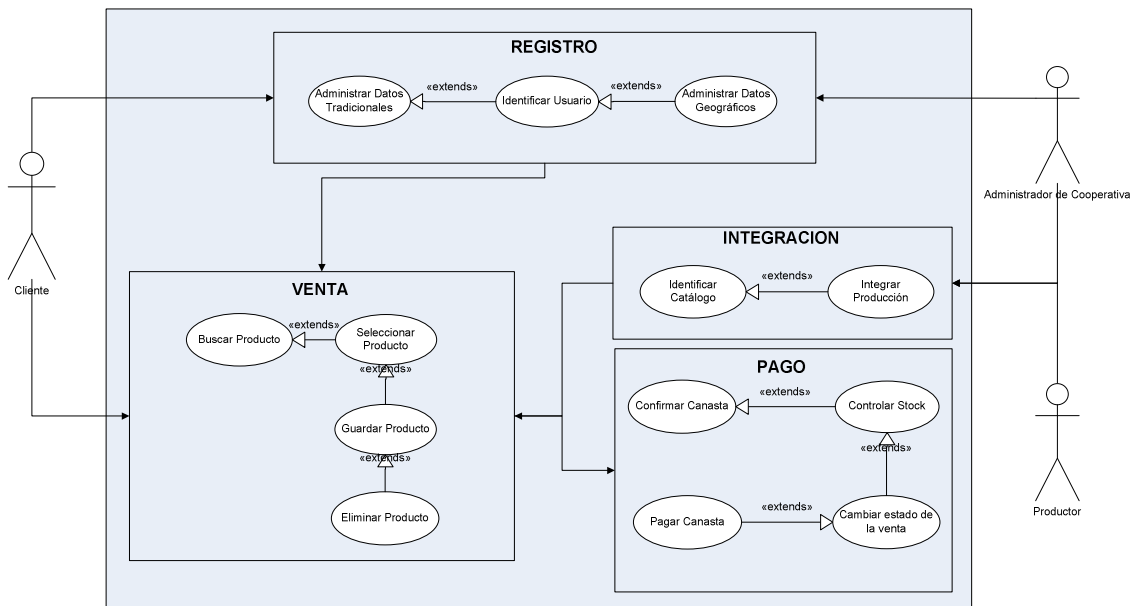 REGISTRO
Administrar Datos
Tradicionales
«extends»
Identificar Usuario
«extends»
Administrar Datos
Geográficos
Administrador de Cooperativa
Cliente
INTEGRACION
Identificar
Catálogo
«extends»
Integrar
Producción
VENTA
Buscar Producto
«extends»
Seleccionar
Producto
«extends»
Guardar Producto
«extends»
Eliminar Producto
PAGO
Confirmar Canasta
«extends»
Controlar Stock
«extends»
Pagar Canasta
«extends»
Cambiar estado de
la venta
Productor